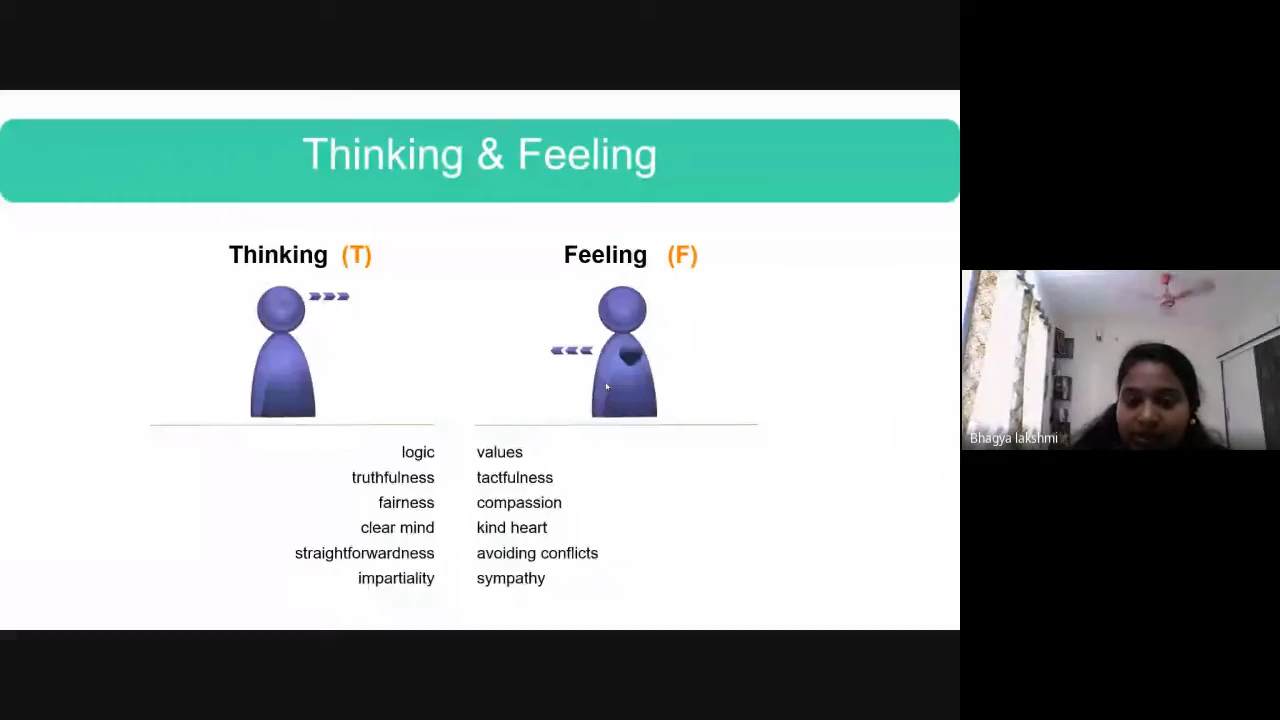 Thinking & Feeling
Thinking (T)
Feeling (F)
logic
values
truthfulness
tactfulness
fairness
compassion
clear mind
kind heart
straightforwardness
avoiding conflicts
impartiality
sympathy
Bhagya lakshmi